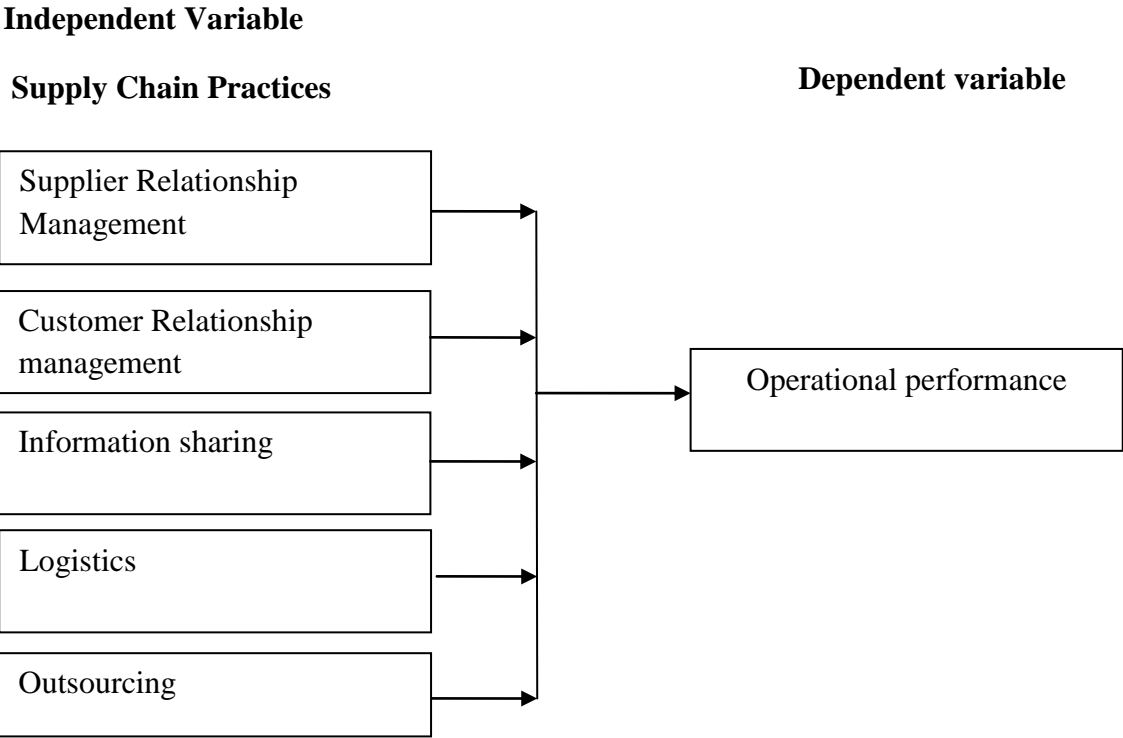 Independent Variable
Supply Chain Practices
Dependent variable
Supplier Relationship
Management
Customer Relationship
management
Information sharing
Logistics
Outsourcing
Operational performance